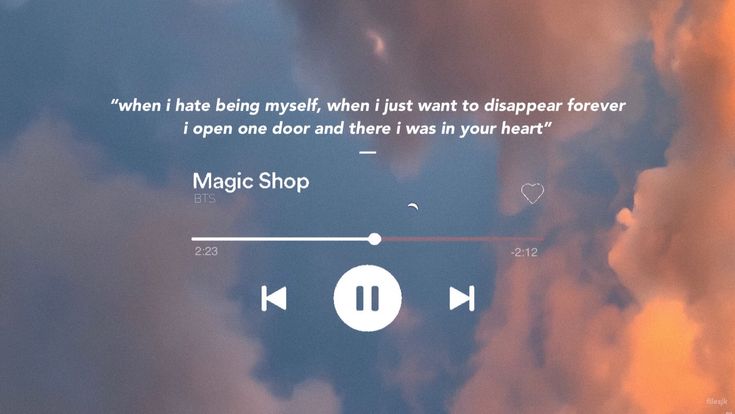 “when i hate being myself, when i just want to disappear forever
i open one door and there i was in your heart”
Magic Shop
BTS
2:23
-2:12
filesjk